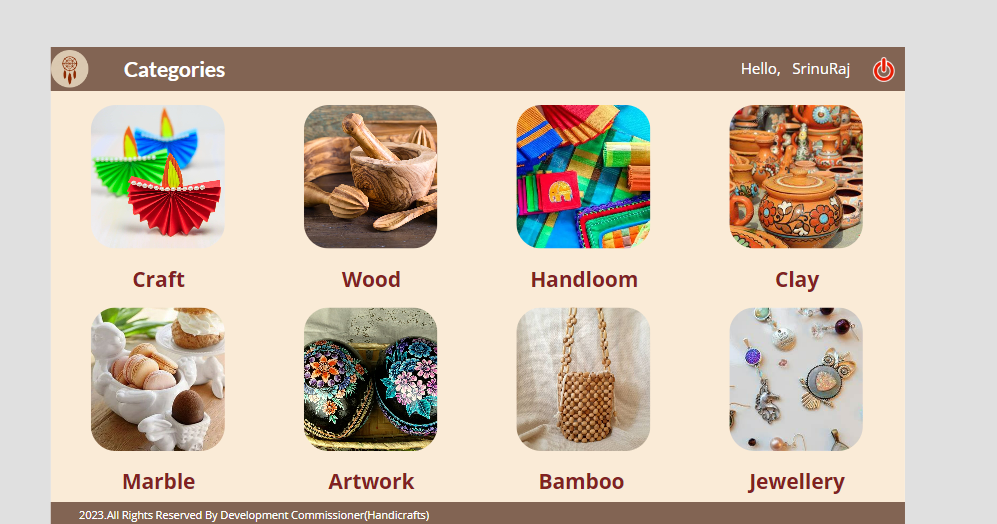 Categories
Hello, SrinuRaj
Craft Wood Handloom Clay
Marble Artwork Bamboo Jewellery
2023.All Rights Reserved By Development Commissioner(Handicrafts)